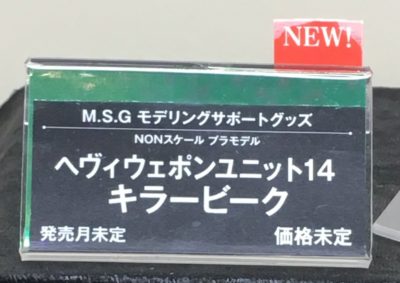 NEW!
M.S.G モデリングサポートグッズ
NONスケール プラモデル
ヘヴィウェポンユニット14
キラービーク
発売月未定 価格未定